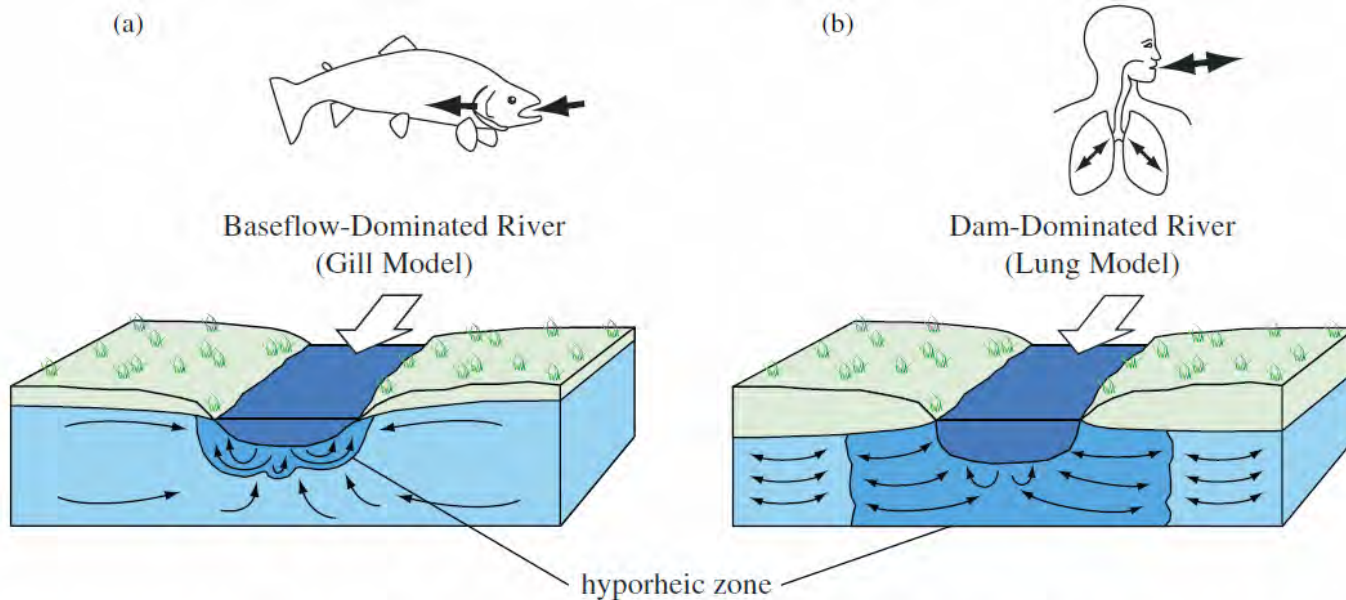 (a)
(b)
Baseflow-Dominated River
(Gill Model)
Dam-Dominated River
(Lung Model)
hyporheic zone